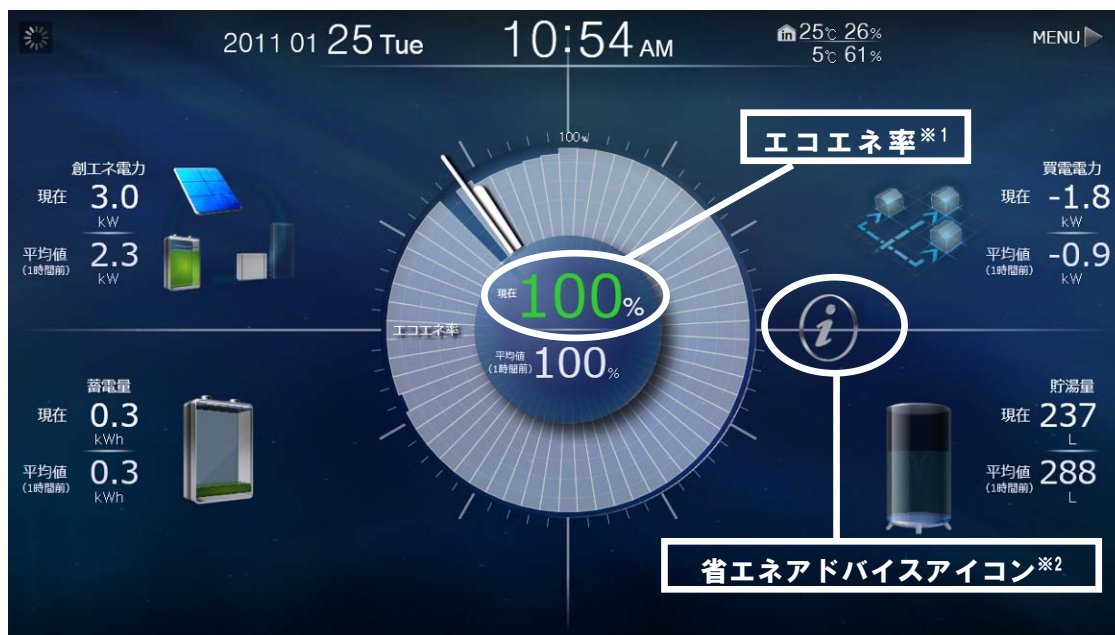 2011 01 25 Tue 10:54 AM in 25℃ 26% MENU
5℃ 61%
エコエネ率※1
100%
創エネ電力
現在 3.0
kW
平均値 2.3
(1時間前) kW
買電電力
現在 -1.8
kW
平均値 -0.9
(1時間前) kW
現在 100%
エコエネ率
平均値 100%
(1時間前)
蓄電量
現在 0.3
kWh
平均値 0.3
(1時間前) kWh
貯湯量
現在 237
L
平均値 288
(1時間前) L
省エネアドバイスアイコン※2